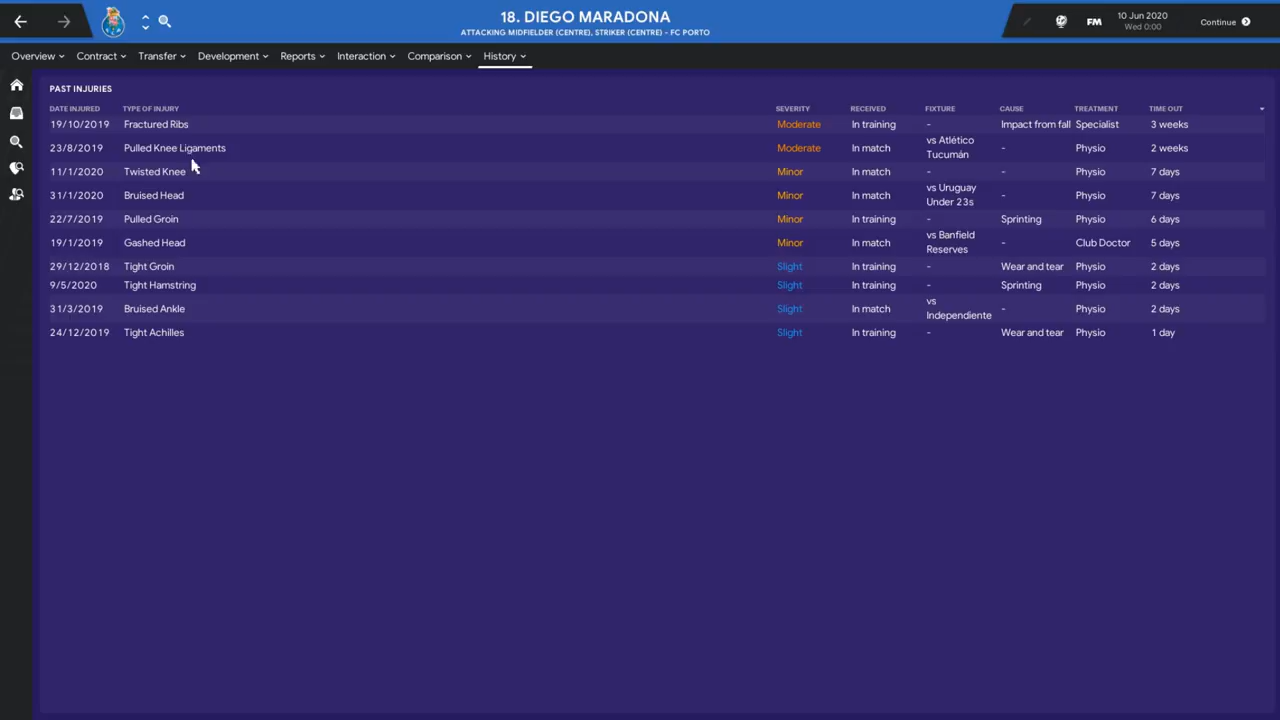 18. DIEGO MARADONA
ATTACKING MIDFIELDER (CENTRE), STRIKER (CENTRE) - FC PORTO
FM
10 Jun 2020
Wed 0:00
Continue
Overview Contract Transfer Development Reports Interaction Comparison History
PAST INJURIES
DATE INJURED TYPE OF INJURY SEVERITY RECEIVED FIXTURE CAUSE TREATMENT TIME OUT
19/10/2019 Fractured Ribs Moderate In training - Impact from fall Specialist 3 weeks
23/8/2019 Pulled Knee Ligaments Moderate In match vs Atlético Tucumán - Physio 2 weeks
11/1/2020 Twisted Knee Minor In match - - Physio 7 days
31/1/2020 Bruised Head Minor In match vs Uruguay Under 23s - Physio 7 days
22/7/2019 Pulled Groin Minor In training - Sprinting Physio 6 days
19/1/2019 Gashed Head Minor In match vs Banfield Reserves - Club Doctor 5 days
29/12/2018 Tight Groin Slight In training - Wear and tear Physio 2 days
9/5/2020 Tight Hamstring Slight In training - Sprinting Physio 2 days
31/3/2019 Bruised Ankle Slight In match vs Independiente - Physio 2 days
24/12/2019 Tight Achilles Slight In training - Wear and tear Physio 1 day